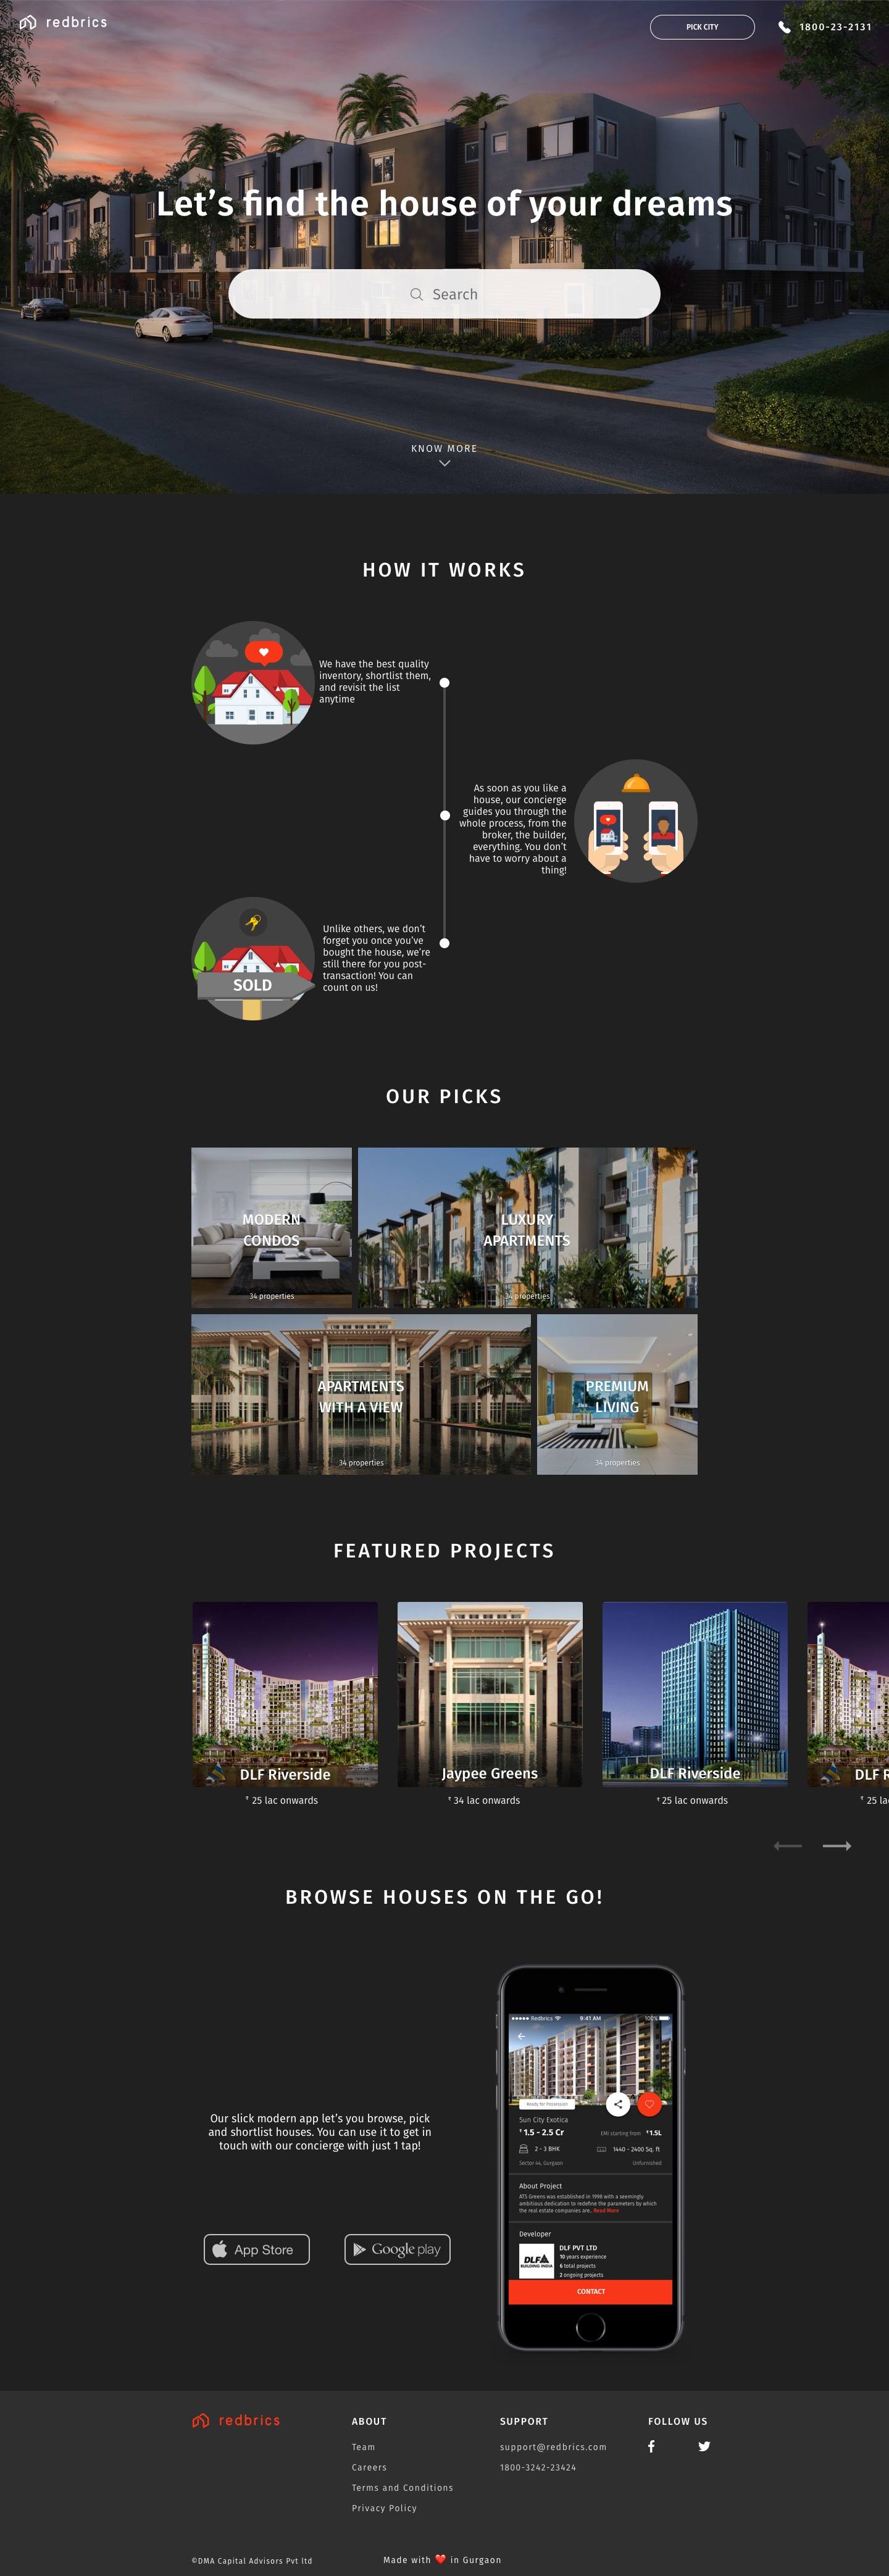 redbrics
PICK CITY
1800-23-2131
Let's find the house of your dreams
Search
KNOW MORE
HOW IT WORKS
We have the best quality
inventory, shortlist them,
and revisit the list
anytime
As soon as you like a
house, our concierge
guides you through the
whole process, from the
broker, the builder,
everything. You don't
have to worry about a
thing!
SOLD
Unlike others, we don't
forget you once you've
bought the house, we're
still there for you post-
transaction! You can
count on us!
OUR PICKS
MODERN
CONDOS
34 properties
LUXURY
APARTMENTS
34 properties
APARTMENTS
WITH A VIEW
34 properties
PREMIUM
LIVING
34 properties
FEATURED PROJECTS
DLF Riverside
₹ 25 lac onwards
Jaypee Greens
₹ 34 lac onwards
DLF Riverside
₹ 25 lac onwards
DLF R
₹ 25 la
BROWSE HOUSES ON THE GO!
Our slick modern app let's you browse, pick
and shortlist houses. You can use it to get in
touch with our concierge with just 1 tap!
App Store
Google play
Redbrics
9:41 AM
100%
Ready for Possession
Sun City Exotica
₹ 1.5 - 2.5 Cr
EMI starting from ₹1.5L
2 - 3 BHK
1440 - 2400 Sq. ft
Sector 44, Gurgaon
Unfurnished
About Project
ATS Greens was established in 1998 with a seemingly
ambitious dedication to redefine the parameters by which
the real estate companies are.. Read More
Developer
DLF
BUILDING INDIA
DLF PVT LTD
10 years experience
6 total projects
2 ongoing projects
CONTACT
redbrics
ABOUT
Team
Careers
Terms and Conditions
Privacy Policy
SUPPORT
support@redbrics.com
1800-3242-23424
FOLLOW US
©DMA Capital Advisors Pvt ltd
Made with ❤️ in Gurgaon